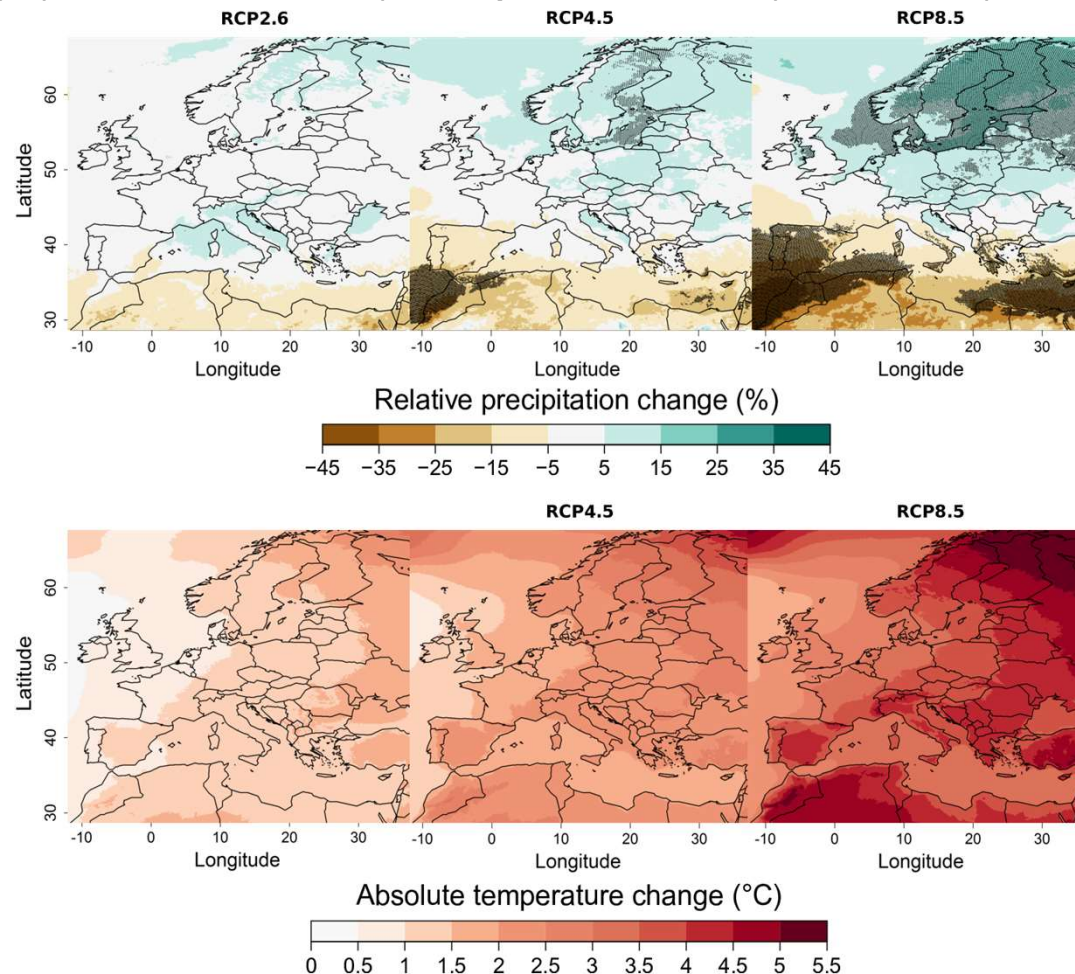 RCP2.6 RCP4.5 RCP8.5
Latitude
60
50
40
30
-10 0 10 20 30 -10 0 10 20 30 -10 0 10 20 30
Longitude Longitude Longitude
Relative precipitation change (%)
−45 −35 −25 −15 −5 5 15 25 35 45
RCP4.5 RCP8.5
Latitude
60
50
40
30
-10 0 10 20 30 -10 0 10 20 30 -10 0 10 20 30
Longitude Longitude Longitude
Absolute temperature change (°C)
0 0.5 1 1.5 2 2.5 3 3.5 4 4.5 5 5.5